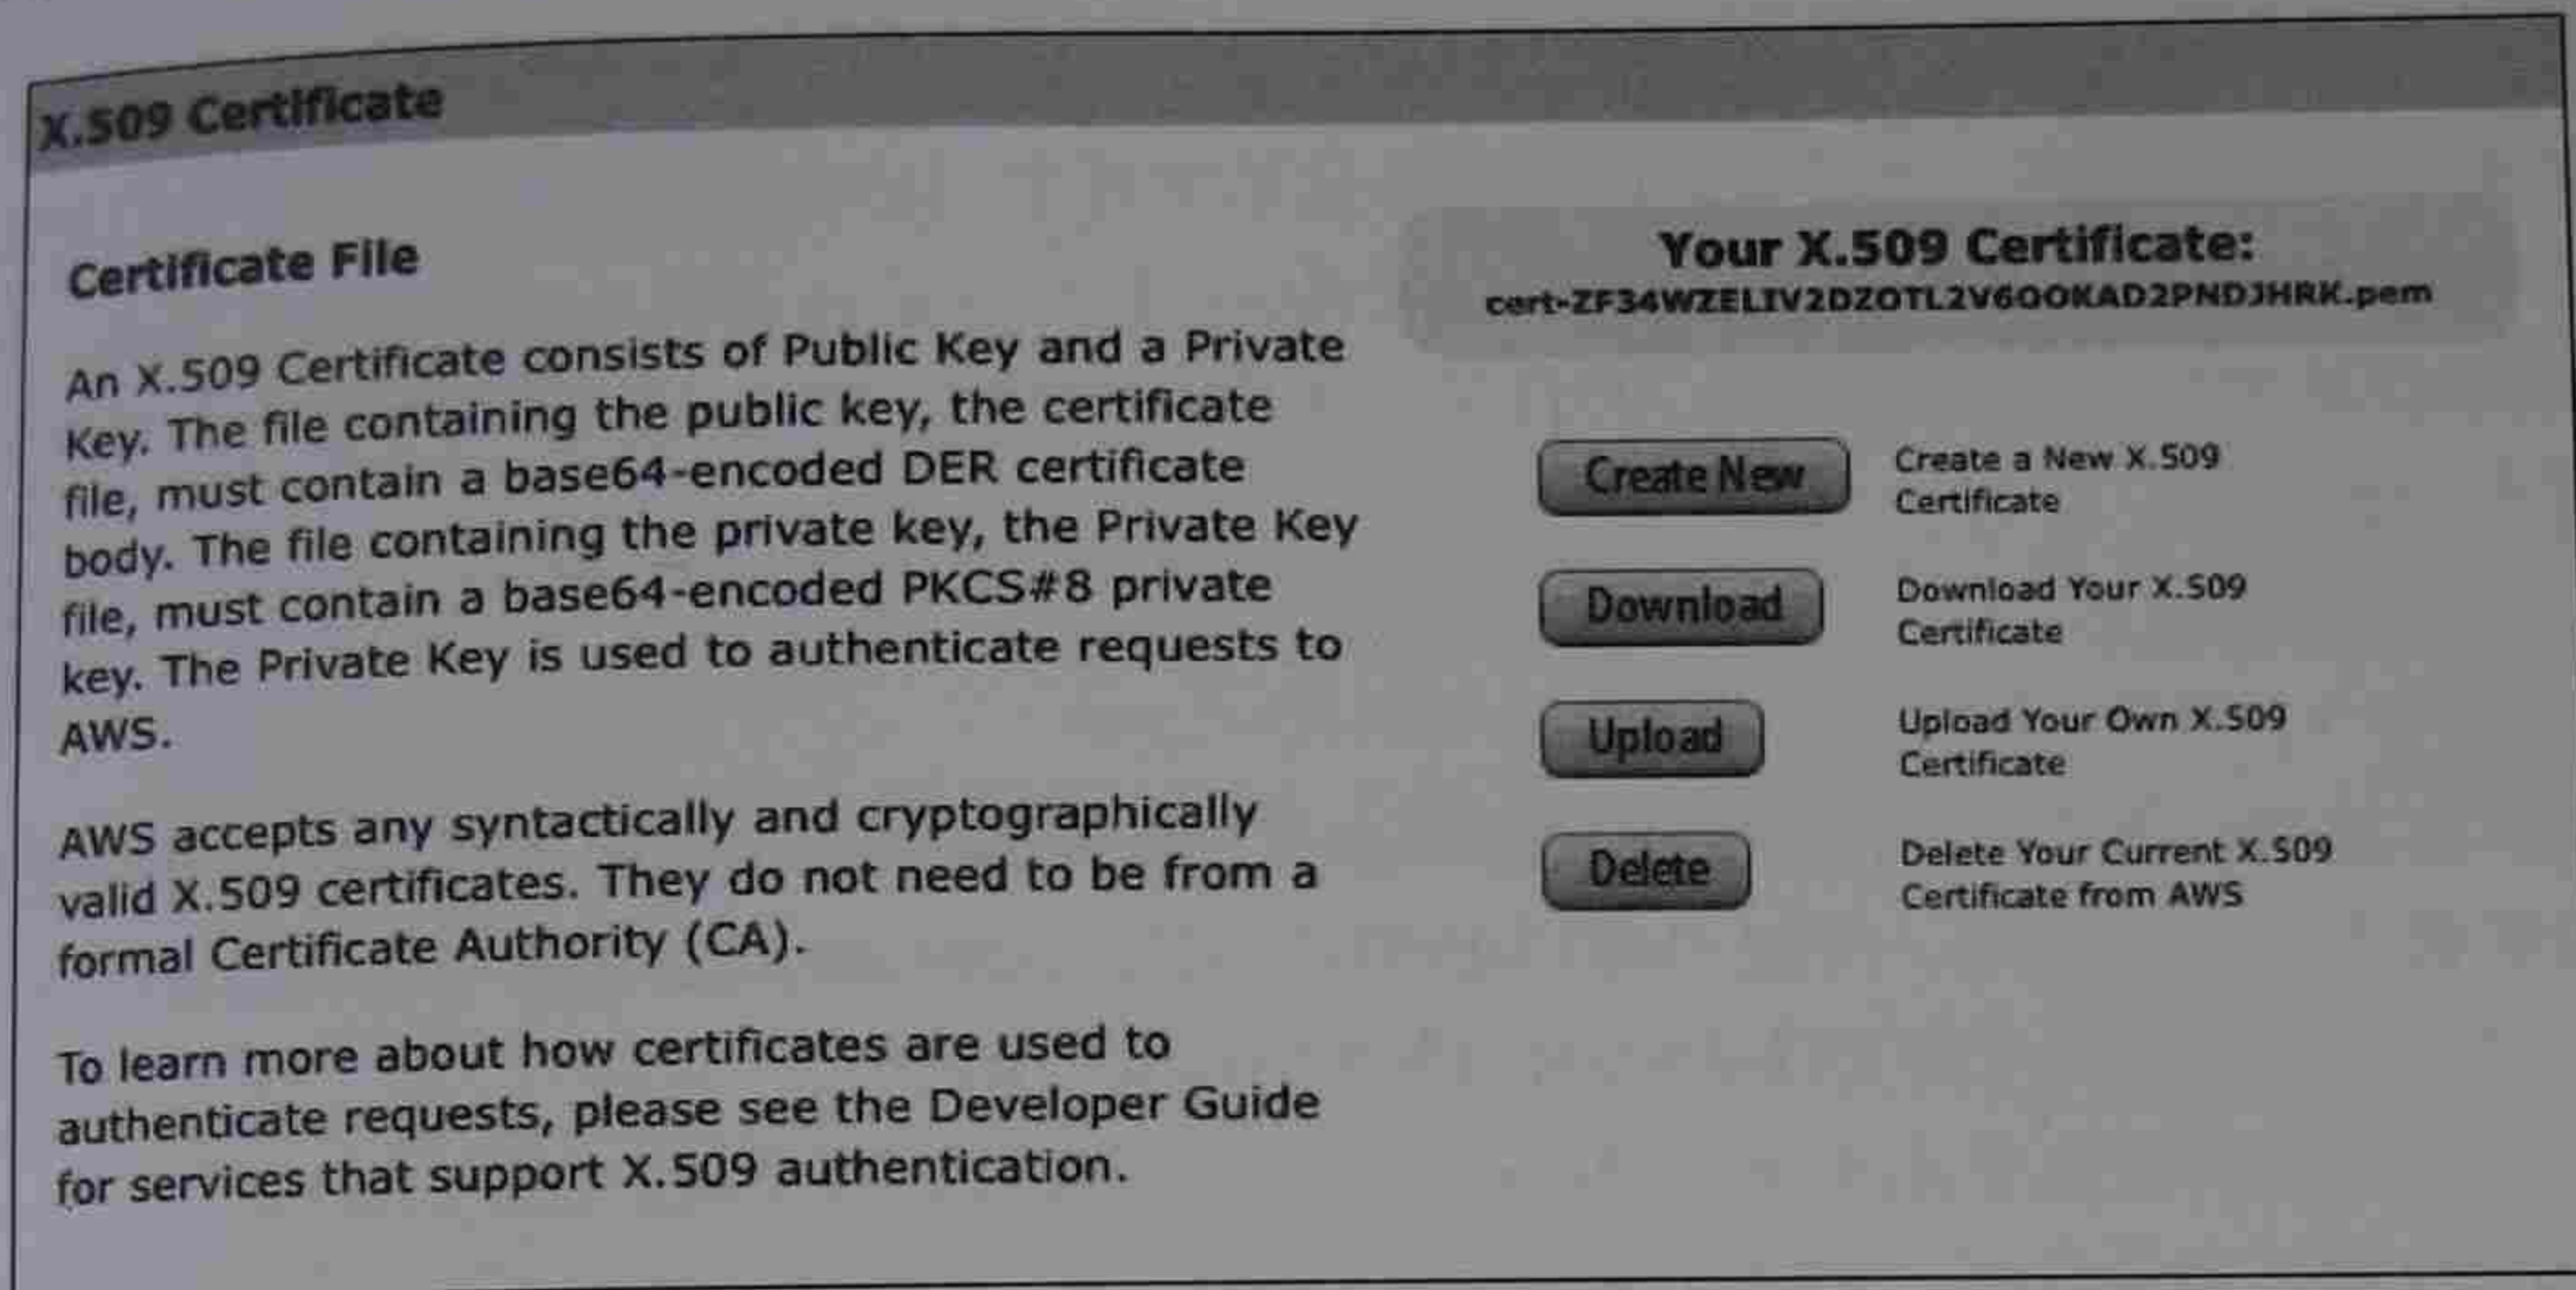 X.509 Certificate
Certificate File
An X.509 Certificate consists of Public Key and a Private
Key. The file containing the public key, the certificate
file, must contain a base64-encoded DER certificate
body. The file containing the private key, the Private Key
file, must contain a base64-encoded PKCS#8 private
key. The Private Key is used to authenticate requests to
AWS.
AWS accepts any syntactically and cryptographically
valid X.509 certificates. They do not need to be from a
formal Certificate Authority (CA).
To learn more about how certificates are used to
authenticate requests, please see the Developer Guide
for services that support X.509 authentication.
Your X.509 Certificate:
cert-ZF34WZELIV2DZOTL2V6OOKAD2PNDJHRK.pem
Create New
Create a New X.509
Certificate
Download
Download Your X.509
Certificate
Upload
Upload Your Own X.509
Certificate
Delete
Delete Your Current X.509
Certificate from AWS